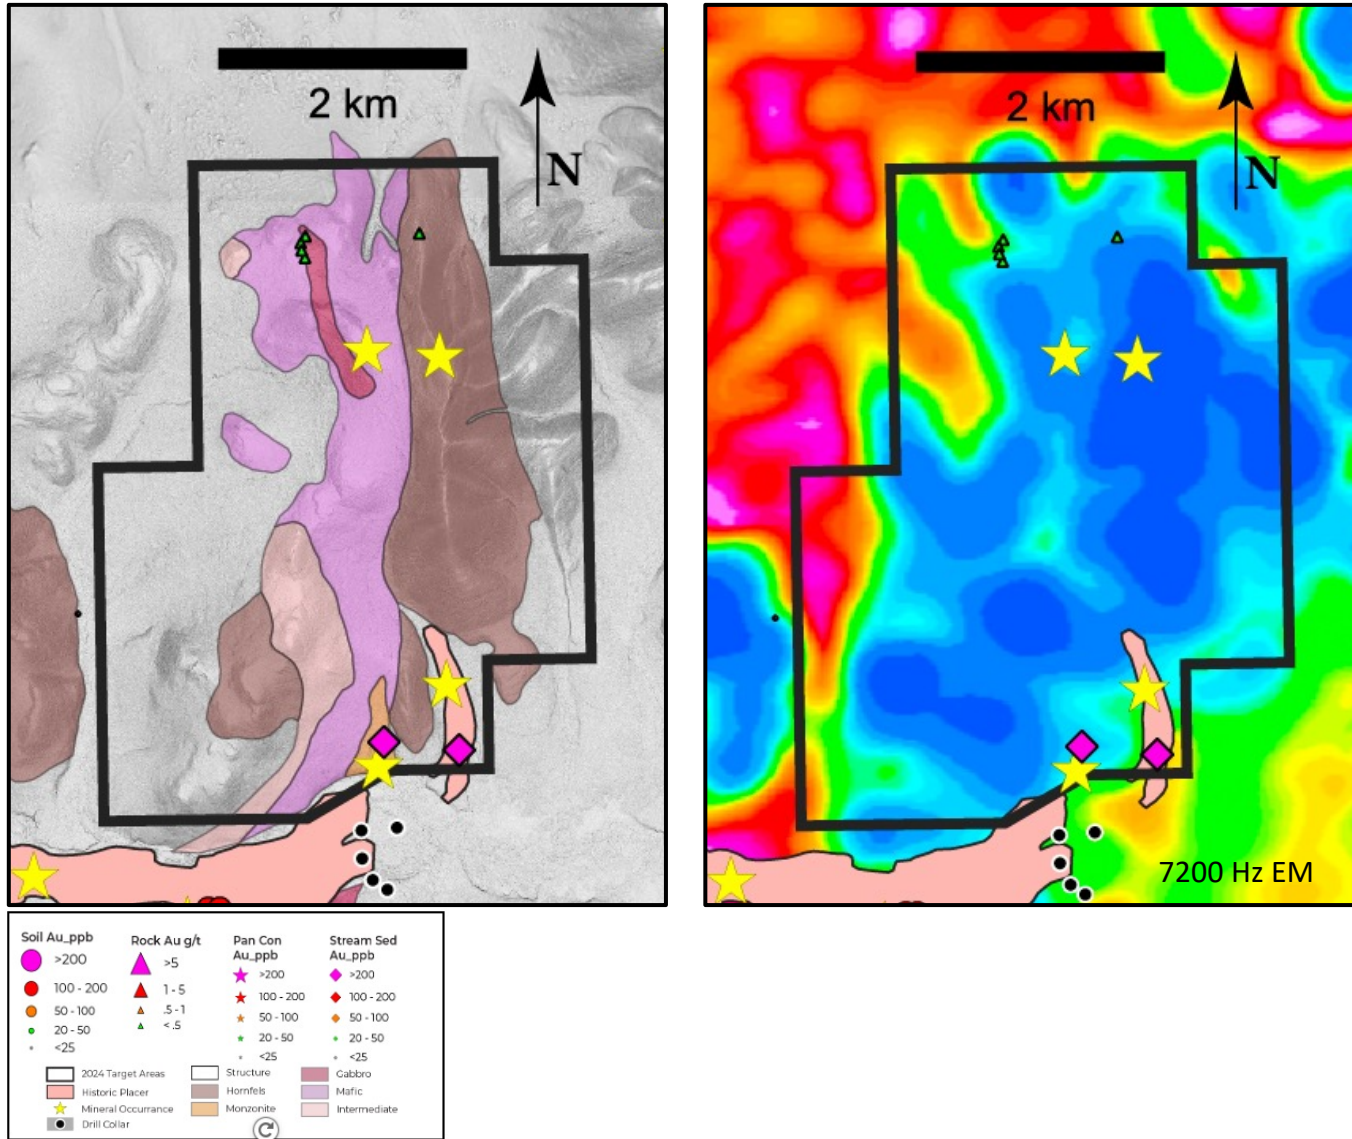 2 km
N
2 km
N
7200 Hz EM
Soil Au_ppb
>200
100 - 200
50 - 100
20 - 50
<25
Rock Au g/t
>5
1 - 5
.5 - 1
< .5
Pan Con
Au_ppb
>200
100 - 200
50 - 100
20 - 50
<25
Stream Sed
Au_ppb
>200
100 - 200
50 - 100
20 - 50
<25
2024 Target Areas
Historic Placer
Mineral Occurrance
Drill Collar
Structure
Hornfels
Monzonite
Gabbro
Mafic
Intermediate